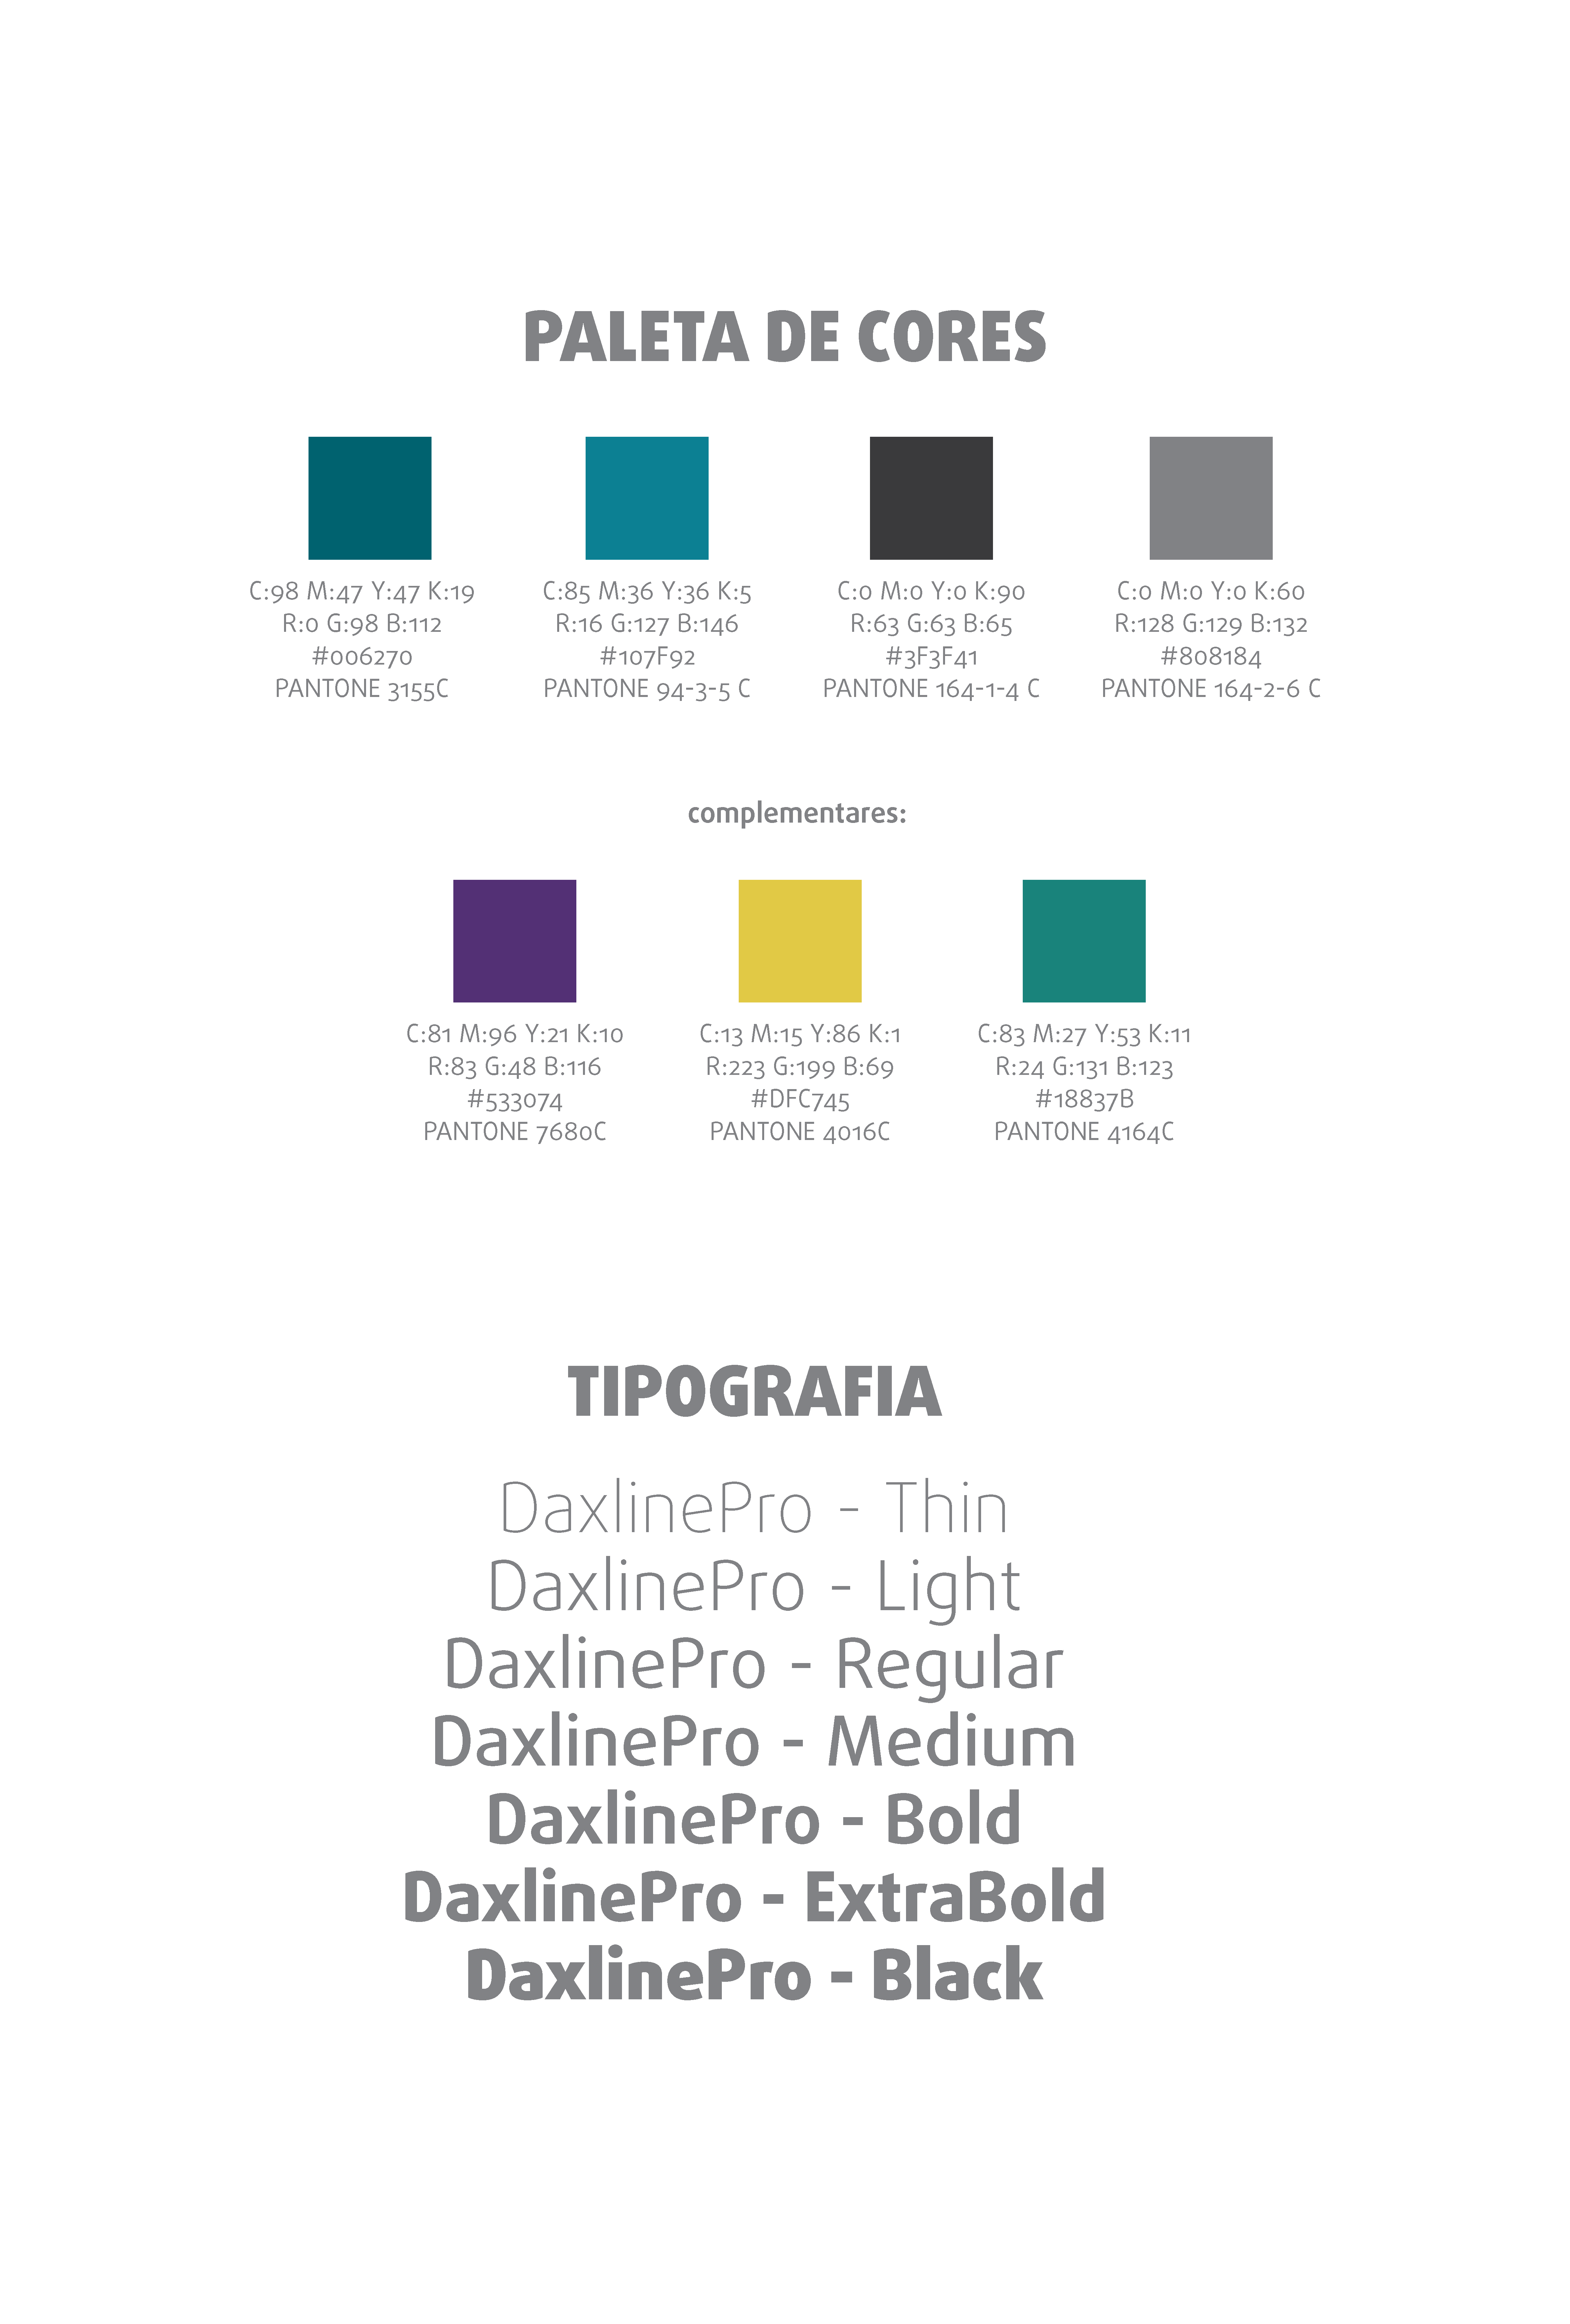 PALETA DE CORES
C:98 M:47 Y:47 K:19
R:0 G:98 B:112
#006270
PANTONE 3155C
C:85 M:36 Y:36 K:5
R:16 G:127 B:146
#107F92
PANTONE 94-3-5 C
C:0 M:0 Y:0 K:90
R:63 G:63 B:65
#3F3F41
PANTONE 164-1-4 C
C:0 M:0 Y:0 K:60
R:128 G:129 B:132
#808184
PANTONE 164-2-6 C
complementares:
C:81 M:96 Y:21 K:10
R:83 G:48 B:116
#533074
PANTONE 7680C
C:13 M:15 Y:86 K:1
R:223 G:199 B:69
#DFC745
PANTONE 4016C
C:83 M:27 Y:53 K:11
R:24 G:131 B:123
#18837B
PANTONE 4164C
TIPOGRAFIA
DaxlinePro - Thin
DaxlinePro - Light
DaxlinePro - Regular
DaxlinePro - Medium
DaxlinePro - Bold
DaxlinePro - ExtraBold
DaxlinePro - Black